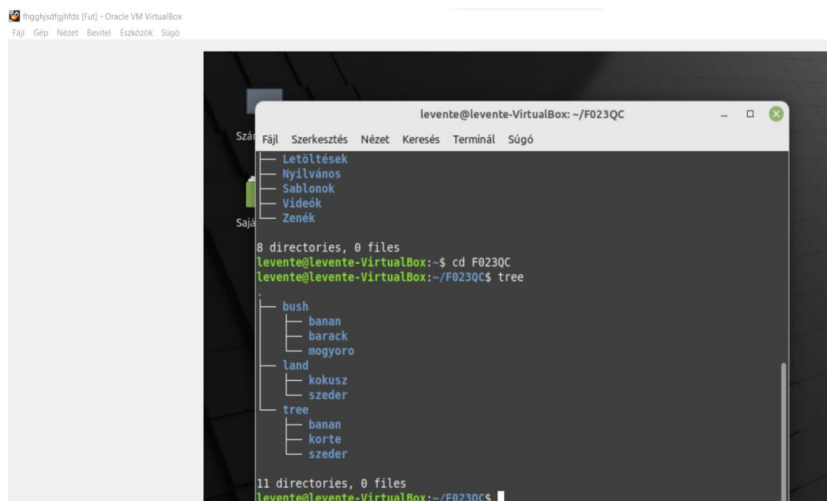 fhgghjsdfgjhfds [Fut] - Oracle VM VirtualBox
Fájl Gép Nézet Bevitel Eszközök Súgó
levente@levente-VirtualBox: ~/F023QC
Fájl Szerkesztés Nézet Keresés Terminál Súgó
Szá
├── Letöltések
├── Nyilvános
├── Sablonok
├── Videók
└── Zenék
Sajá
8 directories, 0 files
levente@levente-VirtualBox:~$ cd F023QC
levente@levente-VirtualBox:~/F023QC$ tree
.
├── bush
│   ├── banan
│   ├── barack
│   └── mogyoro
├── land
│   ├── kokusz
│   └── szeder
└── tree
    ├── banan
    ├── korte
    └── szeder
11 directories, 0 files
levente@levente-VirtualBox:~/F023QC$